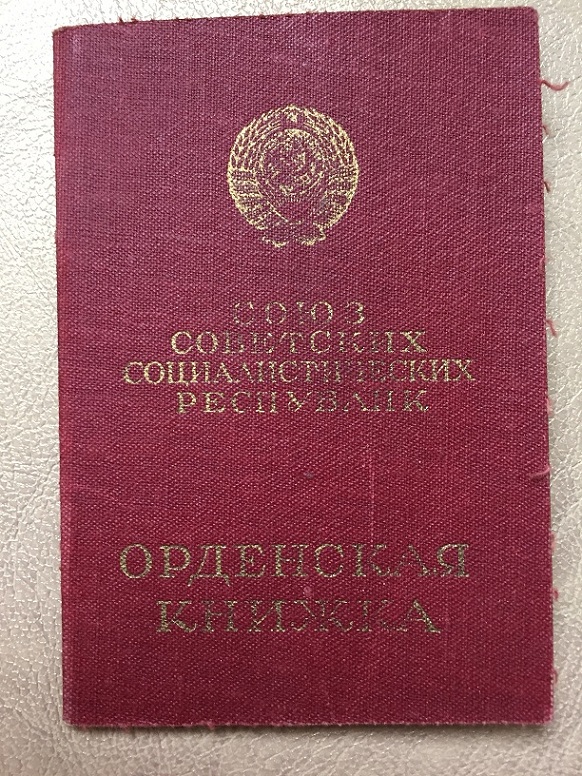 СОЮЗ
СОВЕТСКИХ
СОЦИАЛИСТИЧЕСКИХ
РЕСПУБЛИК
ОРДЕНСКАЯ
КНИЖКА